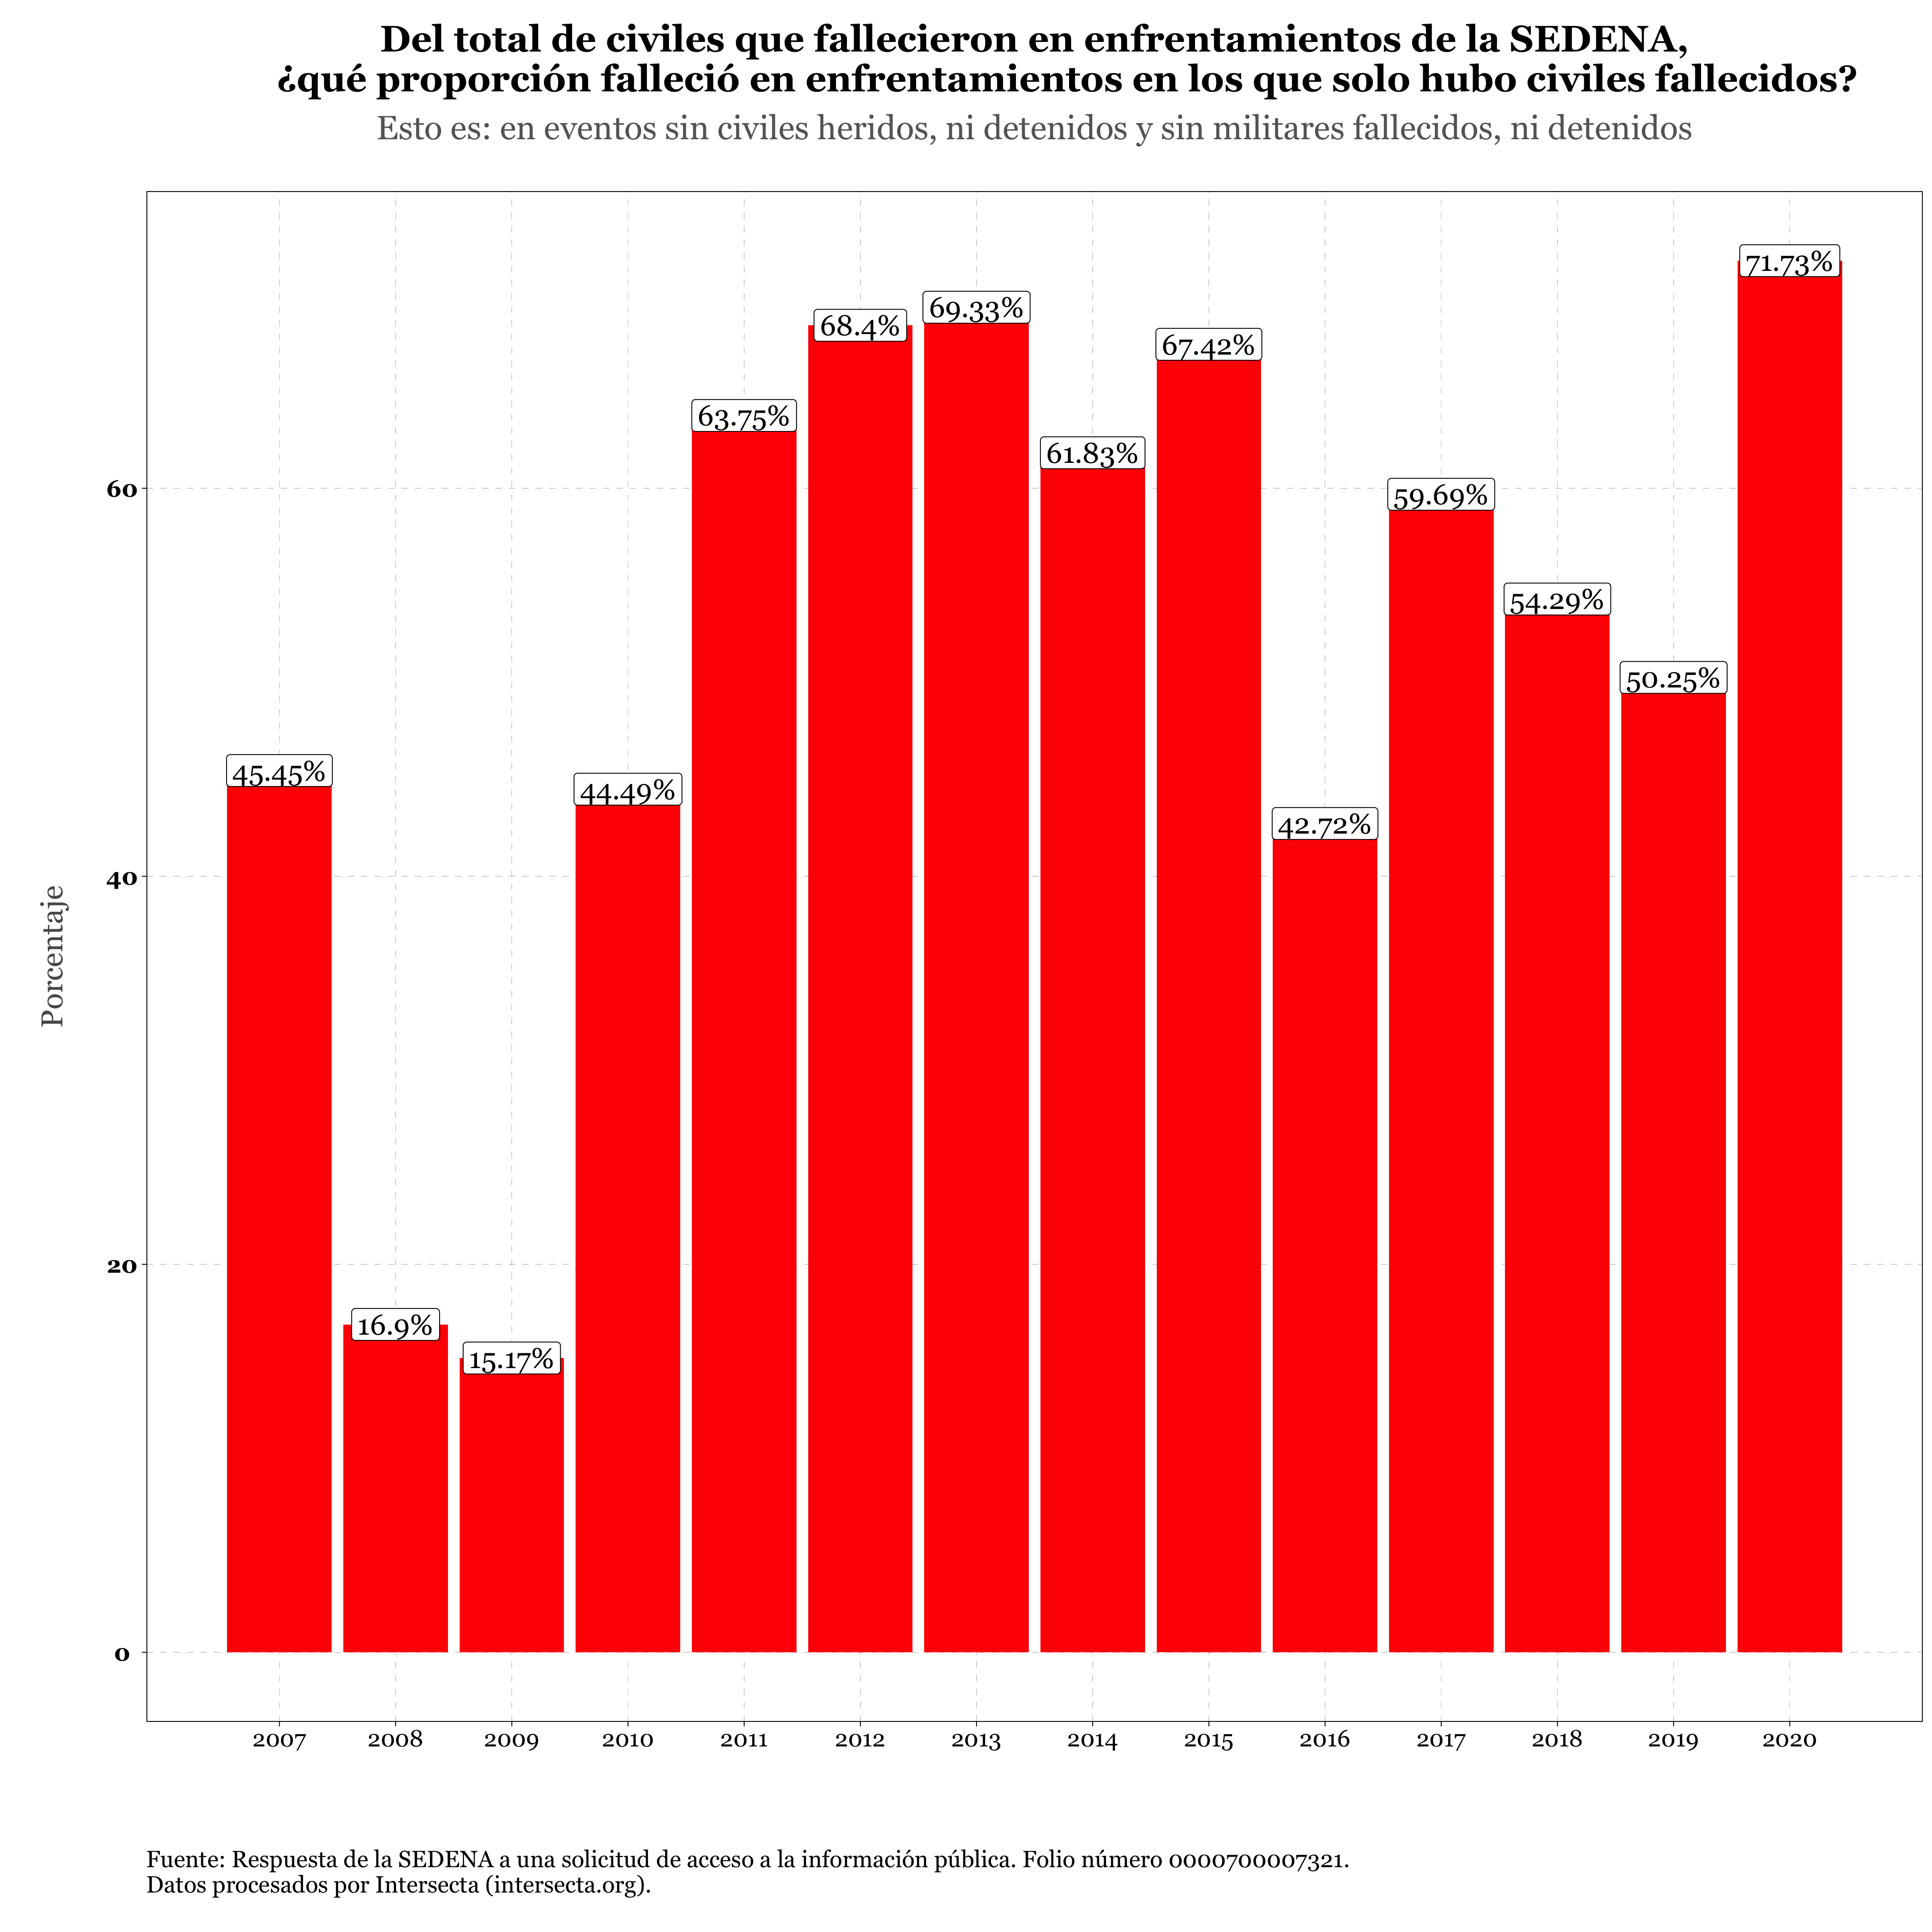 Del total de civiles que fallecieron en enfrentamientos de la SEDENA,
¿qué proporción falleció en enfrentamientos en los que solo hubo civiles fallecidos?
Esto es: en eventos sin civiles heridos, ni detenidos y sin militares fallecidos, ni detenidos
71.73%
69.33%
68.4%
67.42%
63.75%
61.83%
60
59.69%
54.29%
50.25%
45.45%
44.49%
42.72%
40
Porcentaje
20
16.9%
15.17%
0
2007 2008 2009 2010 2011 2012 2013 2014 2015 2016 2017 2018 2019 2020
Fuente: Respuesta de la SEDENA a una solicitud de acceso a la información pública. Folio número 0000700007321.
Datos procesados por Intersecta (intersecta.org).